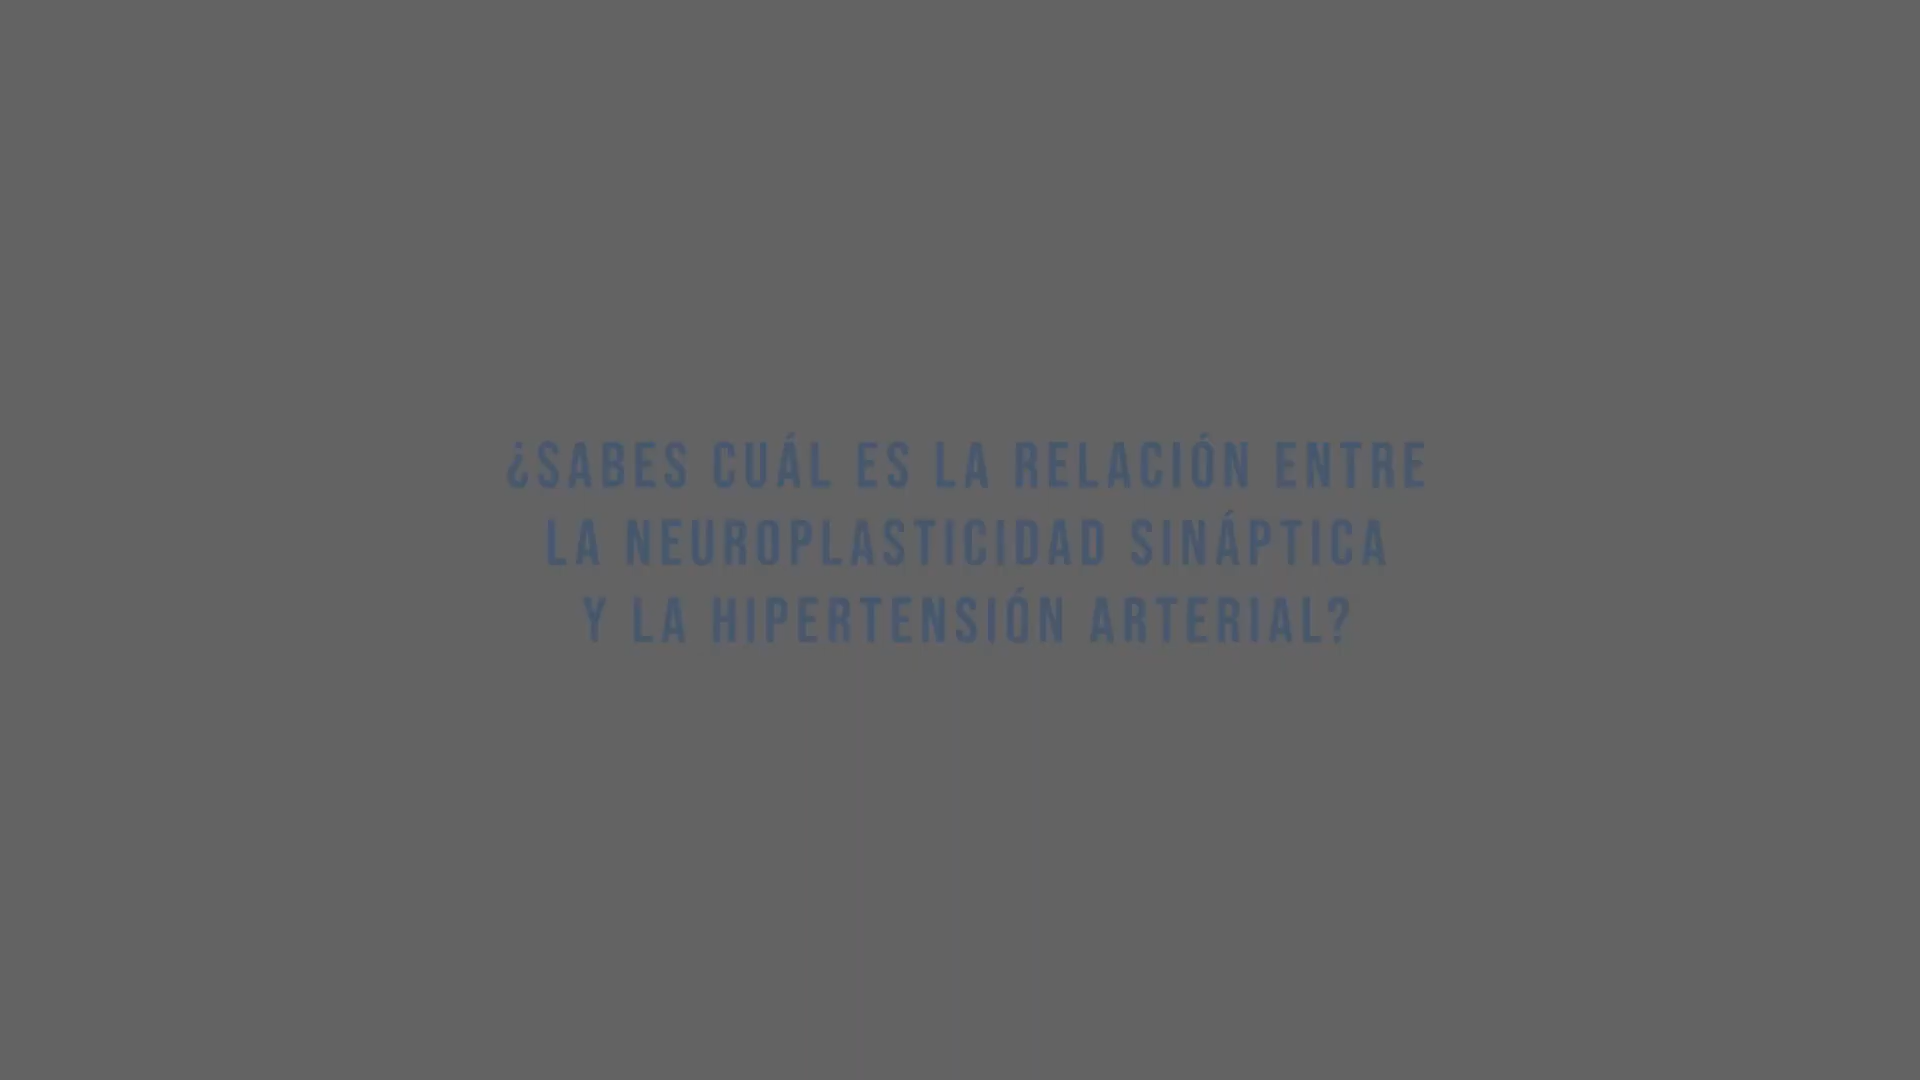 ¿SABES CUÁL ES LA RELACIÓN ENTRE
LA NEUROPLASTICIDAD SINÁPTICA
Y LA HIPERTENSIÓN ARTERIAL?